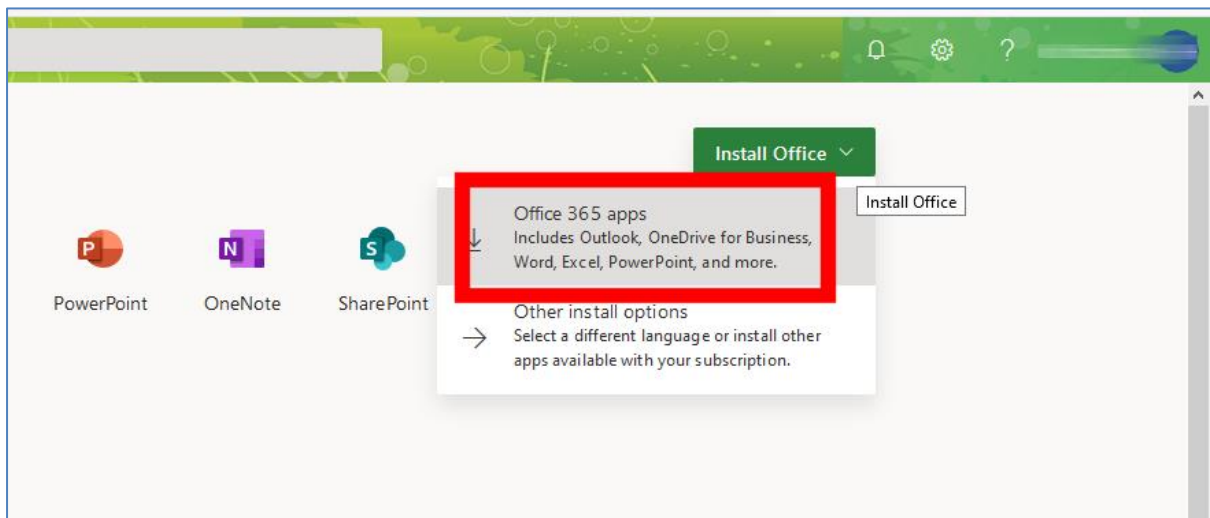 ?
Install Office
Install Office
Office 365 apps
Includes Outlook, OneDrive for Business,
Word, Excel, PowerPoint, and more.
P
N
S
PowerPoint
OneNote
SharePoint
Other install options
Select a different language or install other
apps available with your subscription.